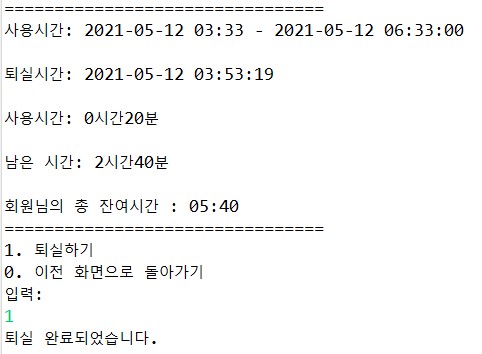 ================================
사용시간: 2021-05-12 03:33 - 2021-05-12 06:33:00
퇴실시간: 2021-05-12 03:53:19
사용시간: 0시간20분
남은 시간: 2시간40분
회원님의 총 잔여시간 : 05:40
================================
1. 퇴실하기
0. 이전 화면으로 돌아가기
입력:
1
퇴실 완료되었습니다.